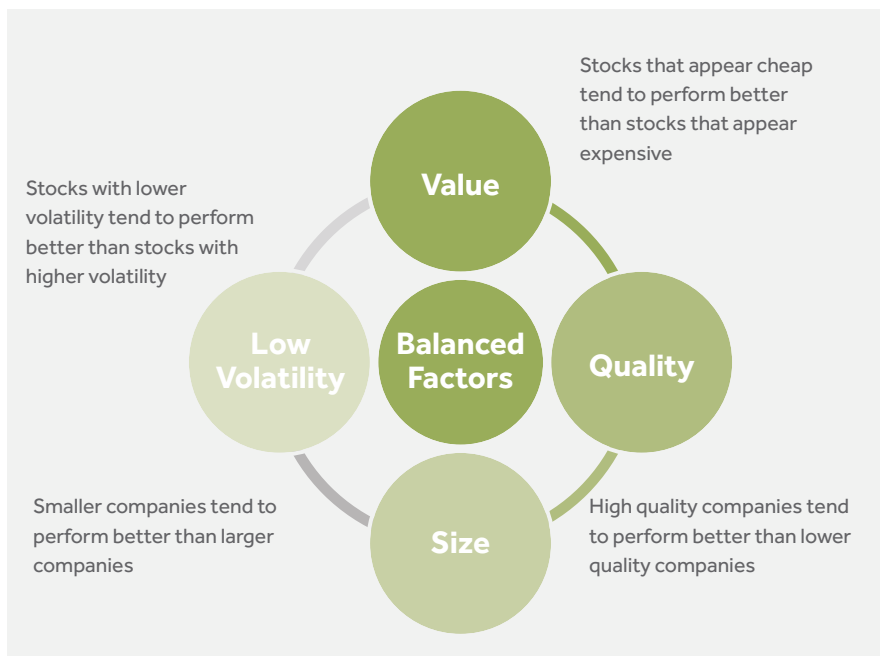 Stocks that appear cheap
tend to perform better
than stocks that appear
expensive
Value
Stocks with lower
volatility tend to perform
better than stocks with
higher volatility
Low
Volatility
Balanced
Factors
Quality
Smaller companies tend to
perform better than larger
companies
Size
High quality companies tend
to perform better than lower
quality companies